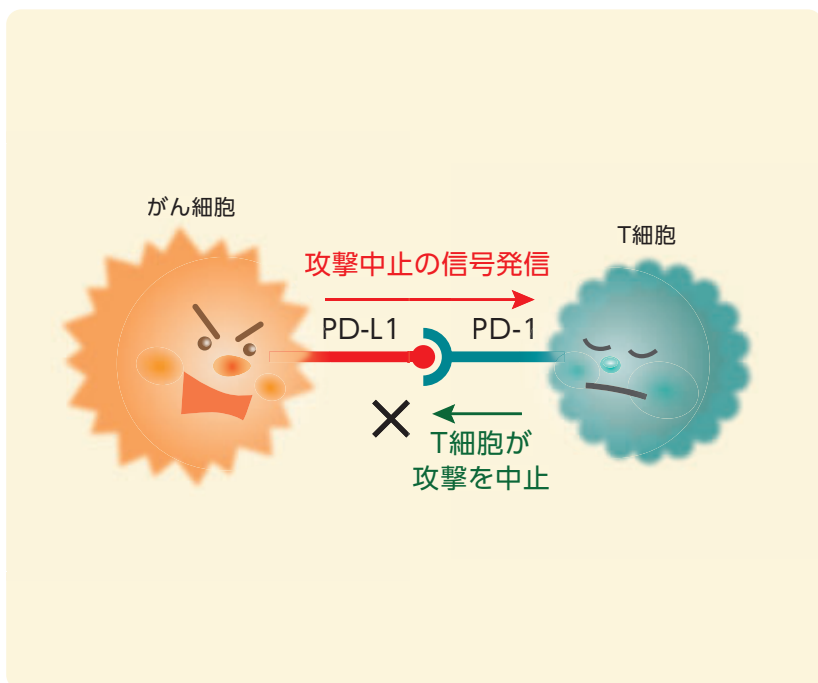 がん細胞
T細胞
攻撃中止の信号発信
PD-L1
PD-1
T細胞が
攻撃を中止